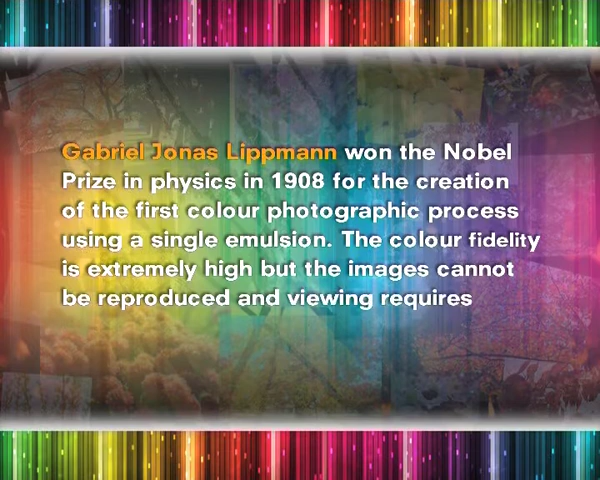 Gabriel Jonas Lippmann won the Nobel
Prize in physics in 1908 for the creation
of the first colour photographic process
using a single emulsion. The colour fidelity
is extremely high but the images cannot
be reproduced and viewing requires